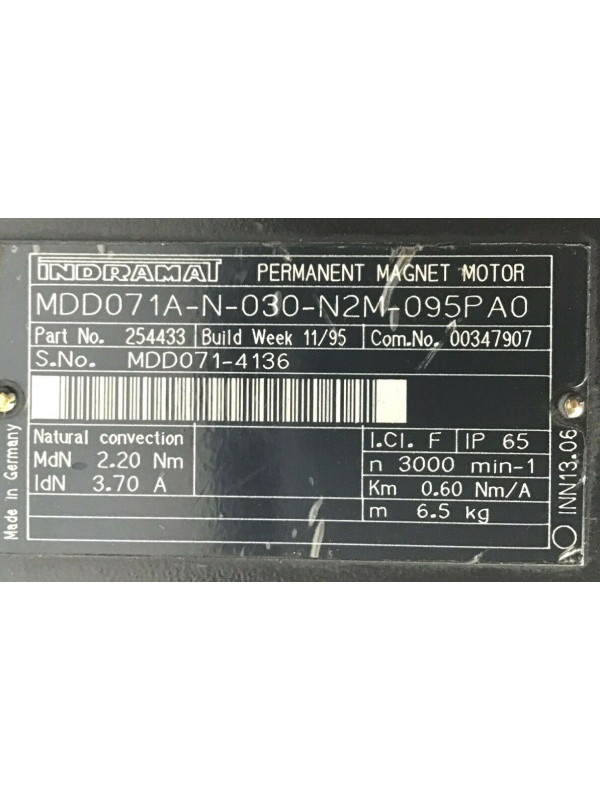 INDRAMAT PERMANENT MAGNET MOTOR
MDD071A-N-030-N2M-095PA0
Part No. 254433 Build Week 11/95 Com.No. 00347907
S.No. MDD071-4136
Natural convection I.Cl. F IP 65
MdN 2.20 Nm n 3000 min-1
IdN 3.70 A Km 0.60 Nm/A
m 6.5 kg
Made in Germany
INN13.06